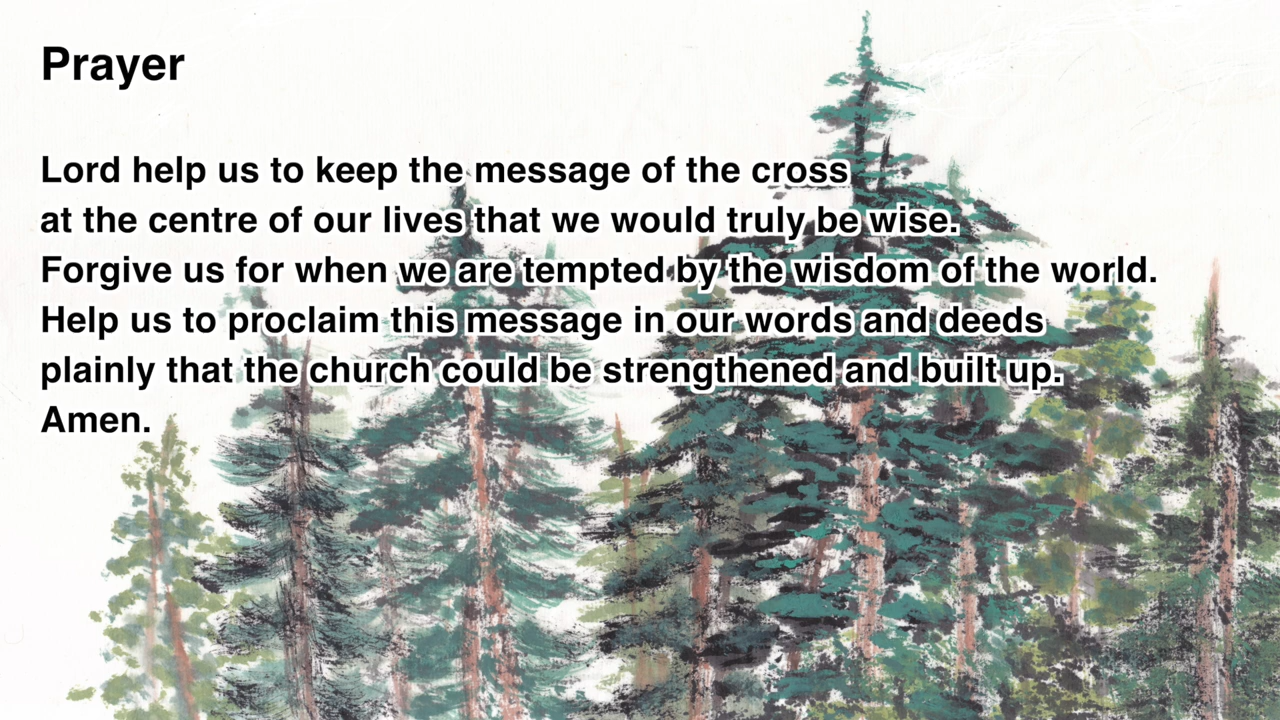 Prayer
Lord help us to keep the message of the cross
at the centre of our lives that we would truly be wise.
Forgive us for when we are tempted by the wisdom of the world.
Help us to proclaim this message in our words and deeds
plainly that the church could be strengthened and built up.
Amen.